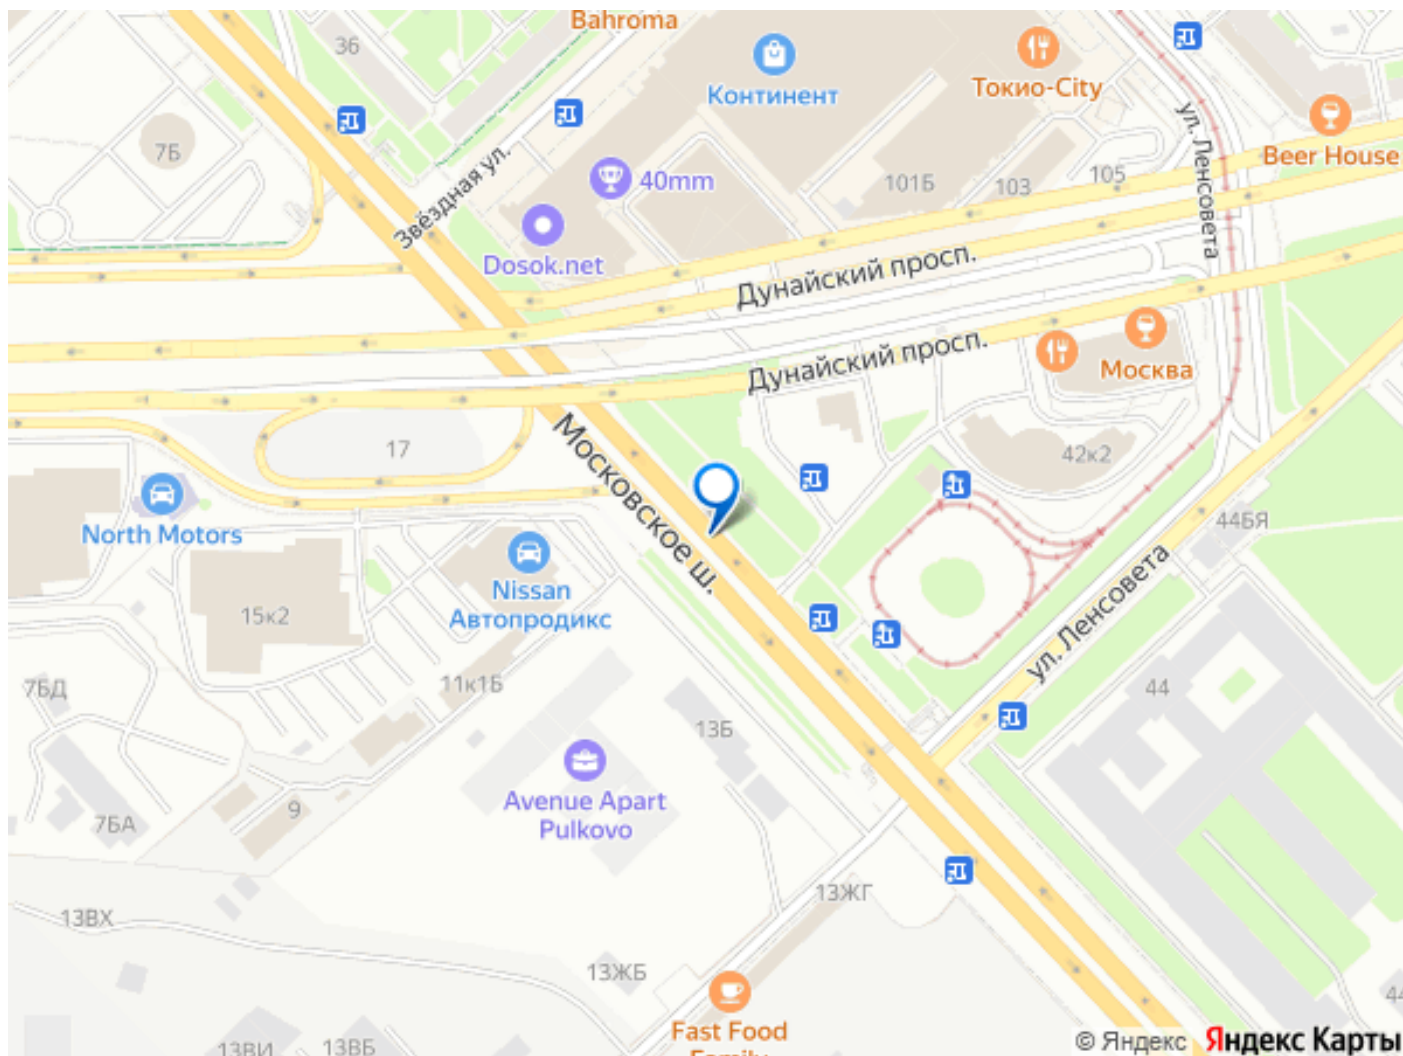 Bahroma
36
Континент
Токио-City
Beer House
7Б
Звёздная ул.
40mm
101Б
103
105
ул. Ленсовета
Dosok.net
Дунайский просп.
Дунайский просп.
Москва
17
Московское ш.
42к2
North Motors
44БЯ
Nissan
Автопродикс
15к2
ул. Ленсовета
7БД
11к1Б
13Б
44
Avenue Apart
Pulkovo
9
7БА
13ВХ
13ЖГ
13ЖБ
Fast Food
Family
13ВИ
13ВБ
© Яндекс Яндекс Карты